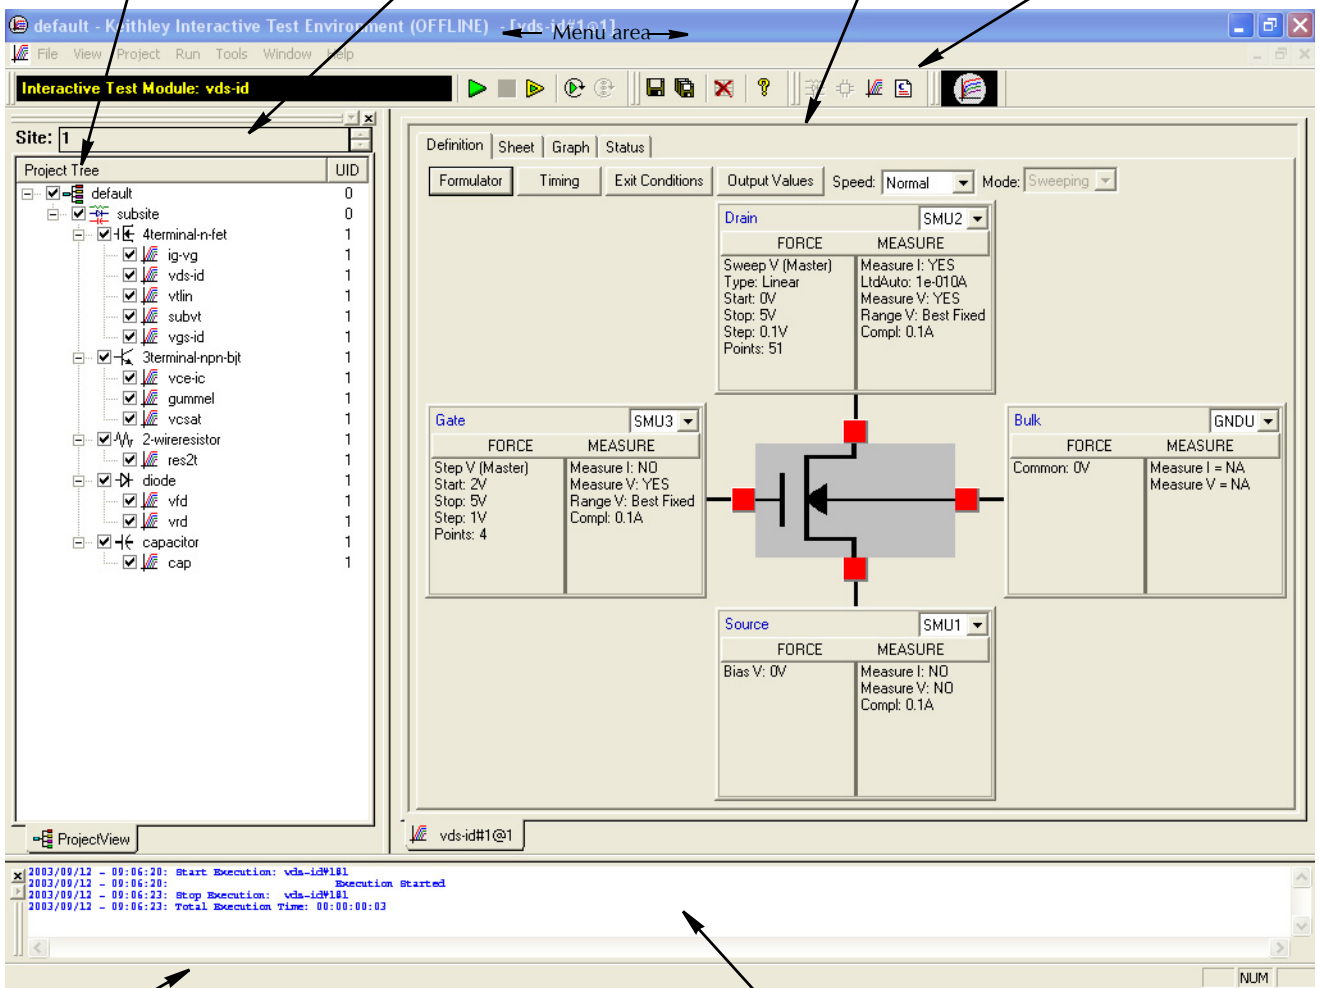 default - Keithley Interactive Test Environment (OFFLINE) - [vds-id#1@1]
Menu area
File View Project Run Tools Window Help
Interactive Test Module: vds-id
Site: 1
Project Tree UID
default 0
subsite 0
4terminal-n-fet 1
ig-vg 1
vds-id 1
vtlin 1
subvt 1
vgs-id 1
3terminal-npn-bjt 1
vce-ic 1
gummel 1
vcsat 1
2-wireresistor 1
res2t 1
diode 1
vfd 1
vrd 1
capacitor 1
cap 1
ProjectView
Definition Sheet Graph Status
Formulator Timing Exit Conditions Output Values Speed: Normal Mode: Sweeping
Drain SMU2
FORCE MEASURE
Sweep V (Master) Measure I: YES
Type: Linear LtdAuto: 1e-010A
Start: 0V Measure V: YES
Stop: 5V Range V: Best Fixed
Step: 0.1V Compl: 0.1A
Points: 51
Gate SMU3
FORCE MEASURE
Step V (Master) Measure I: NO
Start: 2V Measure V: YES
Stop: 5V Range V: Best Fixed
Step: 1V Compl: 0.1A
Points: 4
Bulk GNDU
FORCE MEASURE
Common: 0V Measure I = NA
Measure V = NA
Source SMU1
FORCE MEASURE
Bias V: 0V Measure I: NO
Measure V: NO
Compl: 0.1A
vds-id#1@1
2003/09/12 - 09:06:20: Start Execution: vds-id#1@1
2003/09/12 - 09:06:20: Execution Started
2003/09/12 - 09:06:23: Stop Execution: vds-id#1@1
2003/09/12 - 09:06:23: Total Execution Time: 00:00:00:03
NUM